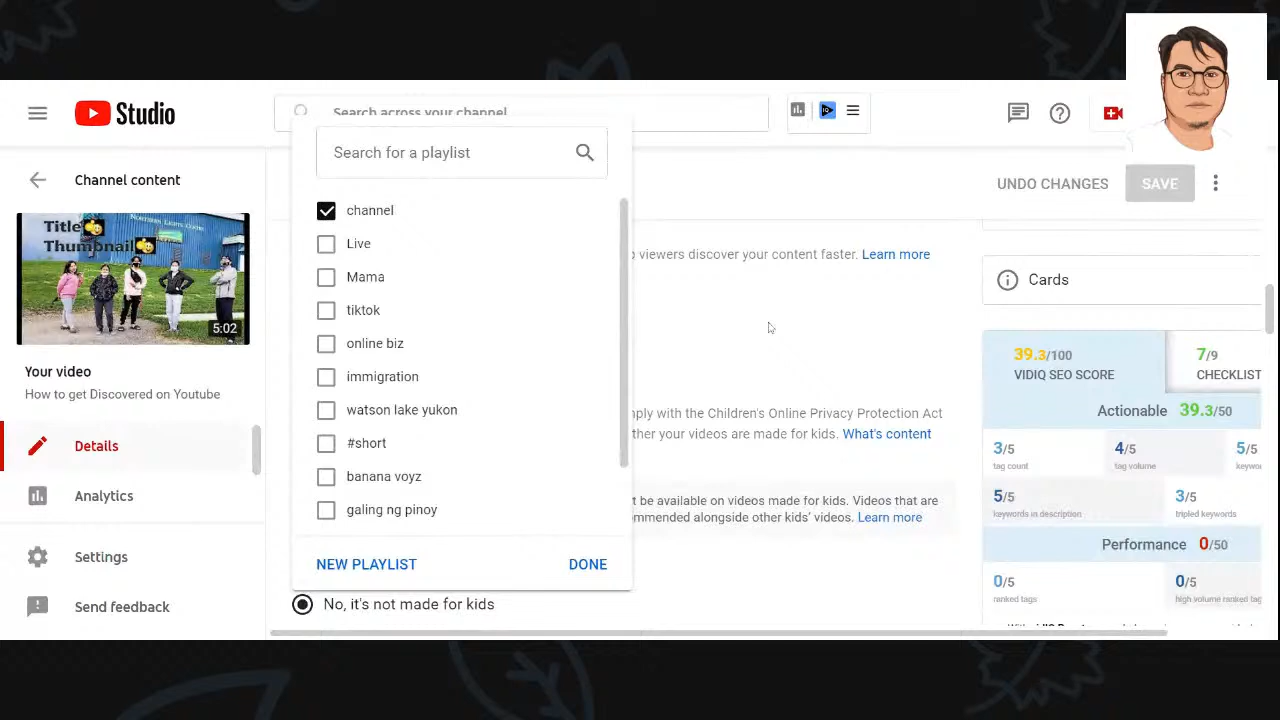 Studio
Search across your channel
Search for a playlist
Channel content
UNDO CHANGES
SAVE
Title
Thumbnail
5:02
channel
Live
Mama
tiktok
online biz
immigration
watson lake yukon
#short
banana voyz
galing ng pinoy
NEW PLAYLIST
DONE
No, it's not made for kids
viewers discover your content faster. Learn more
mply with the Children's Online Privacy Protection Act
ther your videos are made for kids. What's content
t be available on videos made for kids. Videos that are
mmended alongside other kids' videos. Learn more
Your video
How to get Discovered on Youtube
Details
Analytics
Settings
Send feedback
Cards
39.3/100
VIDIQ SEO SCORE
7/9
CHECKLIST
Actionable 39.3/50
3/5
tag count
4/5
tag volume
5/5
keywo
5/5
keywords in description
3/5
tripled keywords
Performance 0/50
0/5
ranked tags
0/5
high volume ranked tag